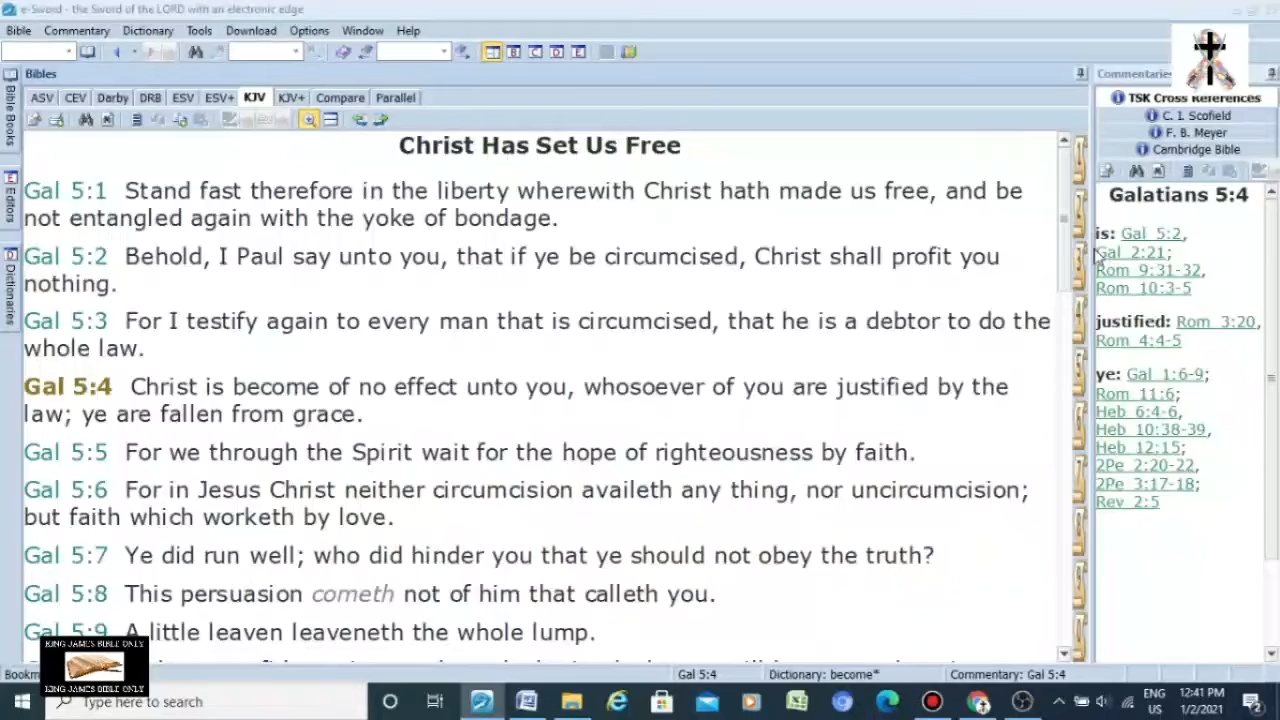 e-Sword - the Sword of the LORD with an electronic edge
Bible Commentary Dictionary Tools Download Options Window Help
Bibles
Commentaries
ASV CEV Darby DRB ESV ESV+ KJV KJV+ Compare Parallel
Bible Books
Editors
Dictionaries
Christ Has Set Us Free
Gal 5:1 Stand fast therefore in the liberty wherewith Christ hath made us free, and be
not entangled again with the yoke of bondage.
Gal 5:2 Behold, I Paul say unto you, that if ye be circumcised, Christ shall profit you
nothing.
Gal 5:3 For I testify again to every man that is circumcised, that he is a debtor to do the
whole law.
Gal 5:4 Christ is become of no effect unto you, whosoever of you are justified by the
law; ye are fallen from grace.
Gal 5:5 For we through the Spirit wait for the hope of righteousness by faith.
Gal 5:6 For in Jesus Christ neither circumcision availeth any thing, nor uncircumcision;
but faith which worketh by love.
Gal 5:7 Ye did run well; who did hinder you that ye should not obey the truth?
Gal 5:8 This persuasion cometh not of him that calleth you.
Gal 5:9 A little leaven leaveneth the whole lump.
TSK Cross References
C. I. Scofield
F. B. Meyer
Cambridge Bible
Galatians 5:4
is: Gal 5:2,
Gal 2:21;
Rom 9:31-32,
Rom 10:3-5
justified: Rom 3:20,
Rom 4:4-5
ye: Gal 1:6-9;
Rom 11:6;
Heb 6:4-6,
Heb 10:38-39,
Heb 12:15;
2Pe 2:20-22,
2Pe 3:17-18;
Rev 2:5
KING JAMES BIBLE ONLY
KING JAMES BIBLE ONLY
Gal 5:4 Dictionary: become* Commentary: Gal 5:4
Type here to search
ENG 12:41 PM
US 1/2/2021